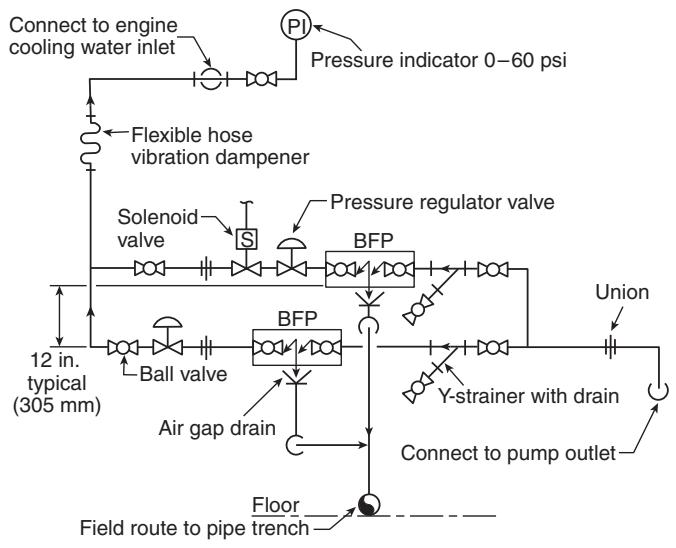 Connect to engine
cooling water inlet
PI
Pressure indicator 0–60 psi
Flexible hose
vibration dampener
Pressure regulator valve
Solenoid
valve
S
BFP
Union
BFP
12 in.
typical
(305 mm)
Ball valve
Y-strainer with drain
Air gap drain
Connect to pump outlet
Floor
Field route to pipe trench